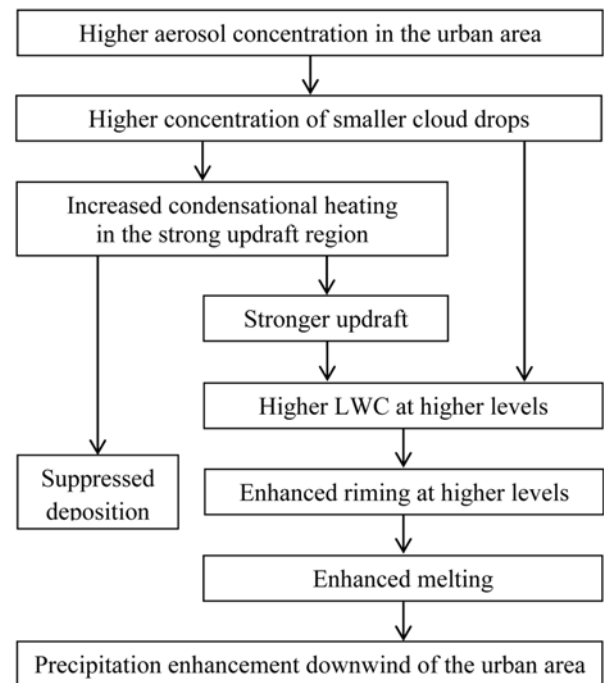 Higher aerosol concentration in the urban area
Higher concentration of smaller cloud drops
Increased condensational heating
in the strong updraft region
Stronger updraft
Higher LWC at higher levels
Suppressed
deposition
Enhanced riming at higher levels
Enhanced melting
Precipitation enhancement downwind of the urban area